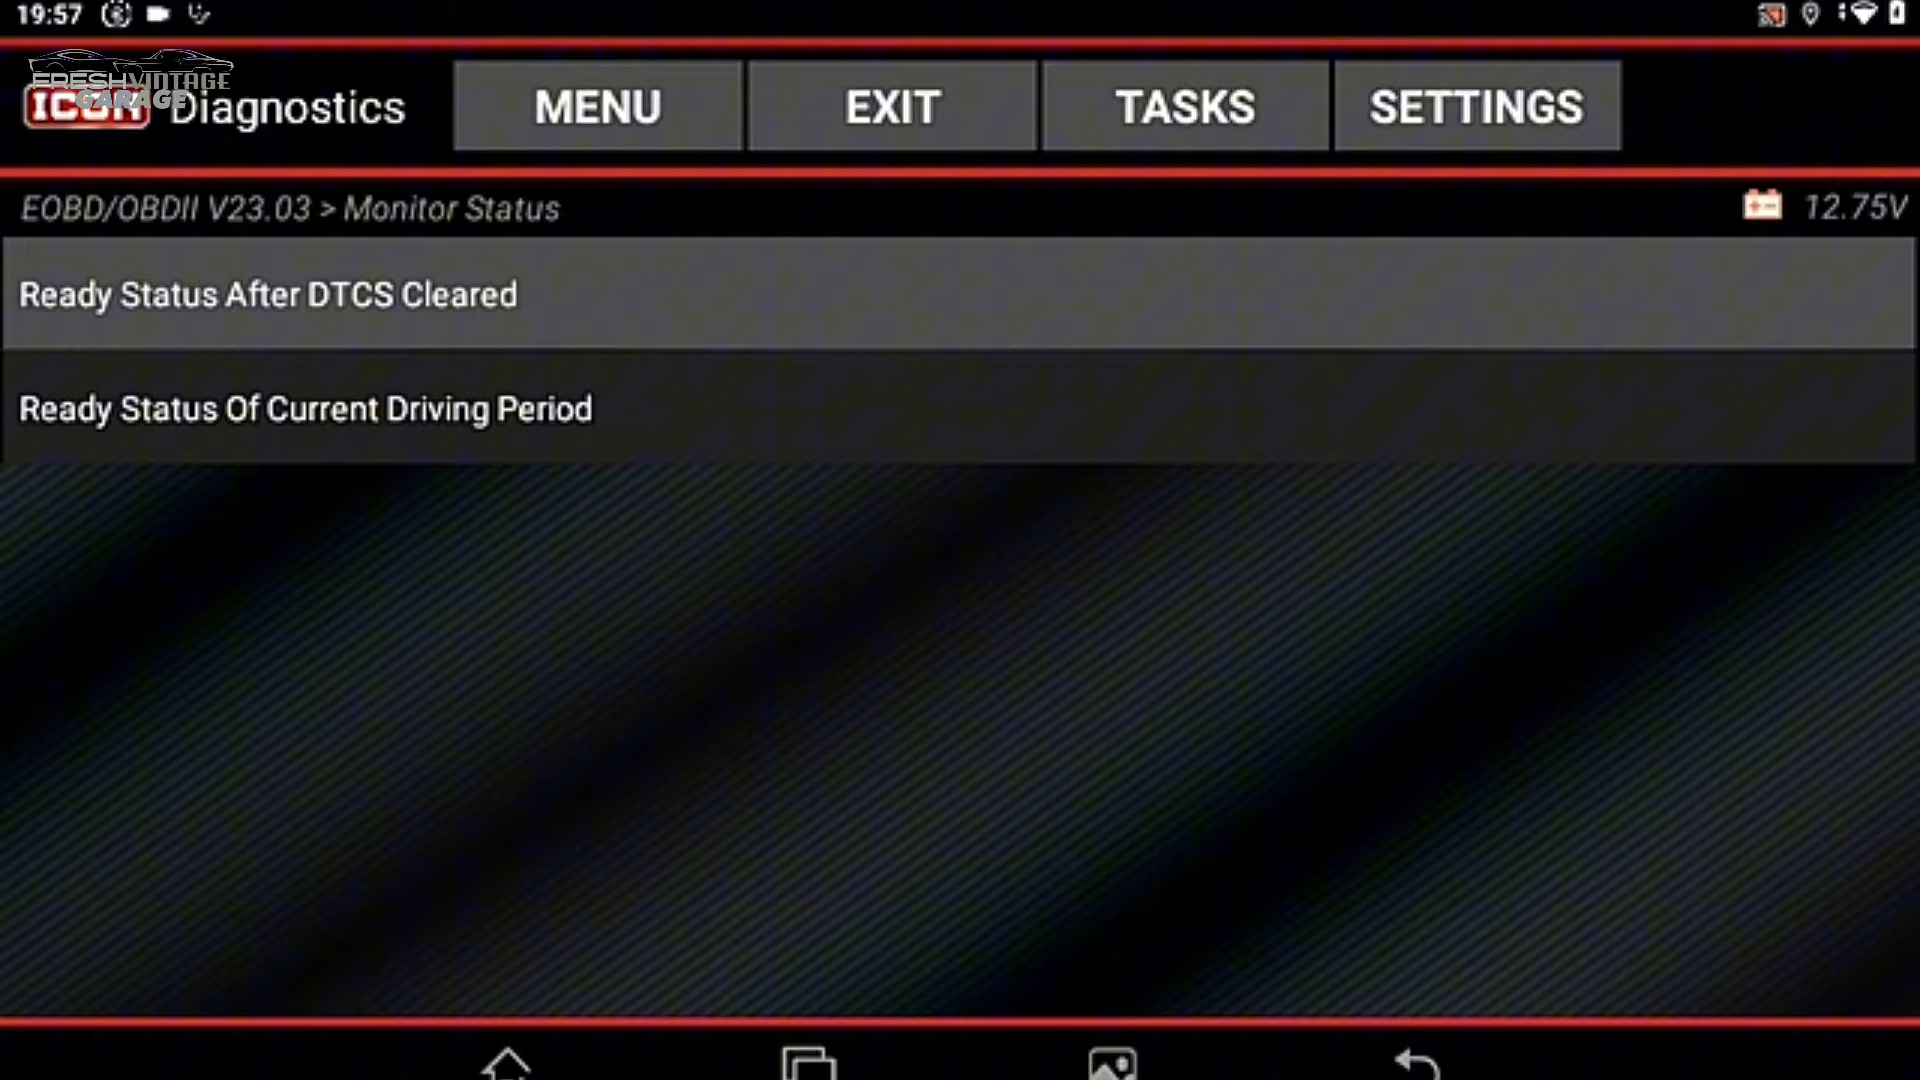 19:57
FRESHVINTAGE
GARAGE
ICON Diagnostics
MENU
EXIT
TASKS
SETTINGS
EOBD/OBDII V23.03 > Monitor Status
12.75V
Ready Status After DTCS Cleared
Ready Status Of Current Driving Period